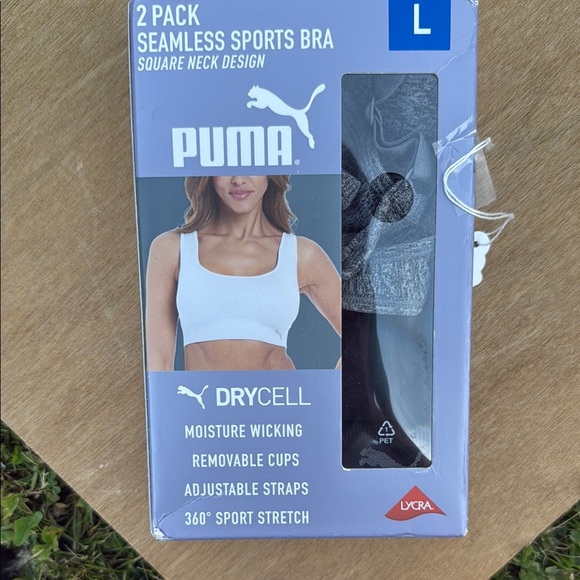 2 PACK
L
SEAMLESS SPORTS BRA
SQUARE NECK DESIGN
PUMA®
DRYCELL
MOISTURE WICKING
REMOVABLE CUPS
ADJUSTABLE STRAPS
360° SPORT STRETCH
PET
LYCRA